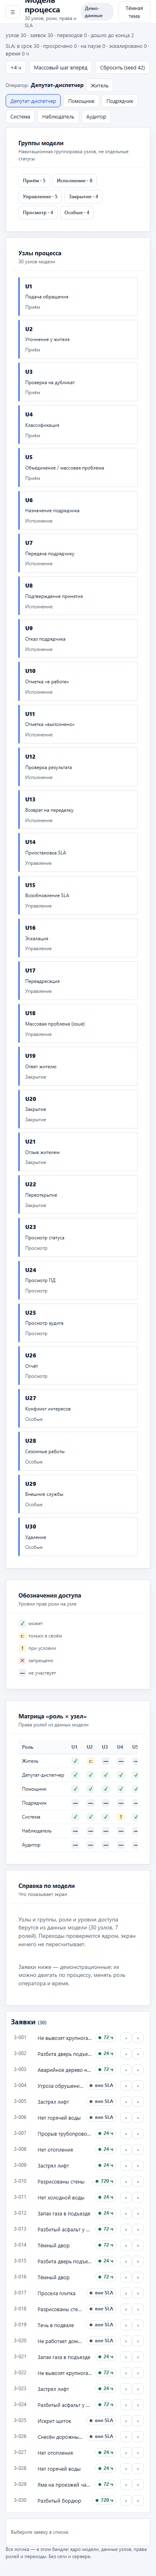 Модель
процесса
30 узлов, роли, права и
SLA
Демо-
данные
Тёмная
тема
узлов 30 · заявок 30 · переходов 0 · дошло до конца 2
SLA: в срок 30 · просрочено 0 · на паузе 0 · эскалировано 0 ·
время 0 ч
+4 ч
Массовый шаг вперёд
Сбросить (seed 42)
Оператор: Депутат-диспетчер
Житель
Депутат-диспетчер
Помощник
Подрядчик
Система
Наблюдатель
Аудитор
Группы модели
Навигационная группировка узлов, не отдельные
статусы
Приём · 5
Исполнение · 8
Управление · 5
Закрытие · 4
Просмотр · 4
Особые · 4
Узлы процесса
30 узлов модели
U1
Подача обращения
Приём
U2
Уточнение у жителя
Приём
U3
Проверка на дубликат
Приём
U4
Классификация
Приём
U5
Объединение / массовая проблема
Приём
U6
Назначение подрядчика
Исполнение
U7
Передача подрядчику
Исполнение
U8
Подтверждение принятия
Исполнение
U9
Отказ подрядчика
Исполнение
U10
Отметка «в работе»
Исполнение
U11
Отметка «выполнено»
Исполнение
U12
Проверка результата
Исполнение
U13
Возврат на переделку
Исполнение
U14
Приостановка SLA
Управление
U15
Возобновление SLA
Управление
U16
Эскалация
Управление
U17
Переадресация
Управление
U18
Массовая проблема (issue)
Управление
U19
Ответ жителю
Закрытие
U20
Закрытие
Закрытие
U21
Отзыв жителем
Закрытие
U22
Переоткрытие
Закрытие
U23
Просмотр статуса
Просмотр
U24
Просмотр ПД
Просмотр
U25
Просмотр аудита
Просмотр
U26
Отчёт
Просмотр
U27
Конфликт интересов
Особые
U28
Сезонные работы
Особые
U29
Внешние службы
Особые
U30
Удаление
Особые
Обозначения доступа
Уровни прав роли на узле
✓ может
только в своём
! при условии
✕ запрещено
— не участвует
Матрица «роль × узел»
Права ролей из данных модели
Роль U1 U2 U3 U4 U5
Житель ✓ — — —
Депутат-диспетчер ✓ ✓ ✓ ✓ ✓
Помощник ✓ ✓ ✓ ✓ ✓
Подрядчик — — — — —
Система ✓ ✓ ✓ ! ✓
Наблюдатель — — — — —
Аудитор — — — — —
Справка по модели
Что показывает экран
Узлы и группы, роли и уровни доступа
берутся из данных модели (30 узлов, 7
ролей). Переходы проверяются ядром, экран
ничего не пересчитывает.
Заявки ниже — демонстрационные: их
можно двигать по процессу, меняя роль
оператора и время.
Заявки (30)
З-001 Не вывозят крупнога… 72 ч
З-002 Разбита дверь подъе… 24 ч
З-003 Аварийное дерево н… 72 ч
З-004 Угроза обрушени… вне SLA
З-005 Застрял лифт вне SLA
З-006 Нет горячей воды вне SLA
З-007 Прорыв трубопрово… 24 ч
З-008 Нет отопления 24 ч
З-009 Застрял лифт 24 ч
З-010 Разрисованы стены 720 ч
З-011 Нет холодной воды 24 ч
З-012 Запах газа в подъезде 24 ч
З-013 Разбитый асфальт у … 72 ч
З-014 Тёмный двор 72 ч
З-015 Разбита дверь подъе… 24 ч
З-016 Тёмный двор 72 ч
З-017 Просела плитка вне SLA
З-018 Разрисованы сте… вне SLA
З-019 Течь в подвале вне SLA
З-020 Не работает дом… вне SLA
З-021 Запах газа в подъезде 24 ч
З-022 Не вывозят крупнога… 72 ч
З-023 Застрял лифт 24 ч
З-024 Разбитый асфальт у … 72 ч
З-025 Искрит щиток вне SLA
З-026 Снесён дорожны… вне SLA
З-027 Нет отопления 24 ч
З-028 Нет горячей воды 24 ч
З-029 Яма на проезжей ча… 72 ч
З-030 Разбитый бордюр 720 ч
Выберите заявку в списке.
Вся логика — в этом бандле: ядро модели, данные узлов, права
ролей и переходы. Без сети и сервера.